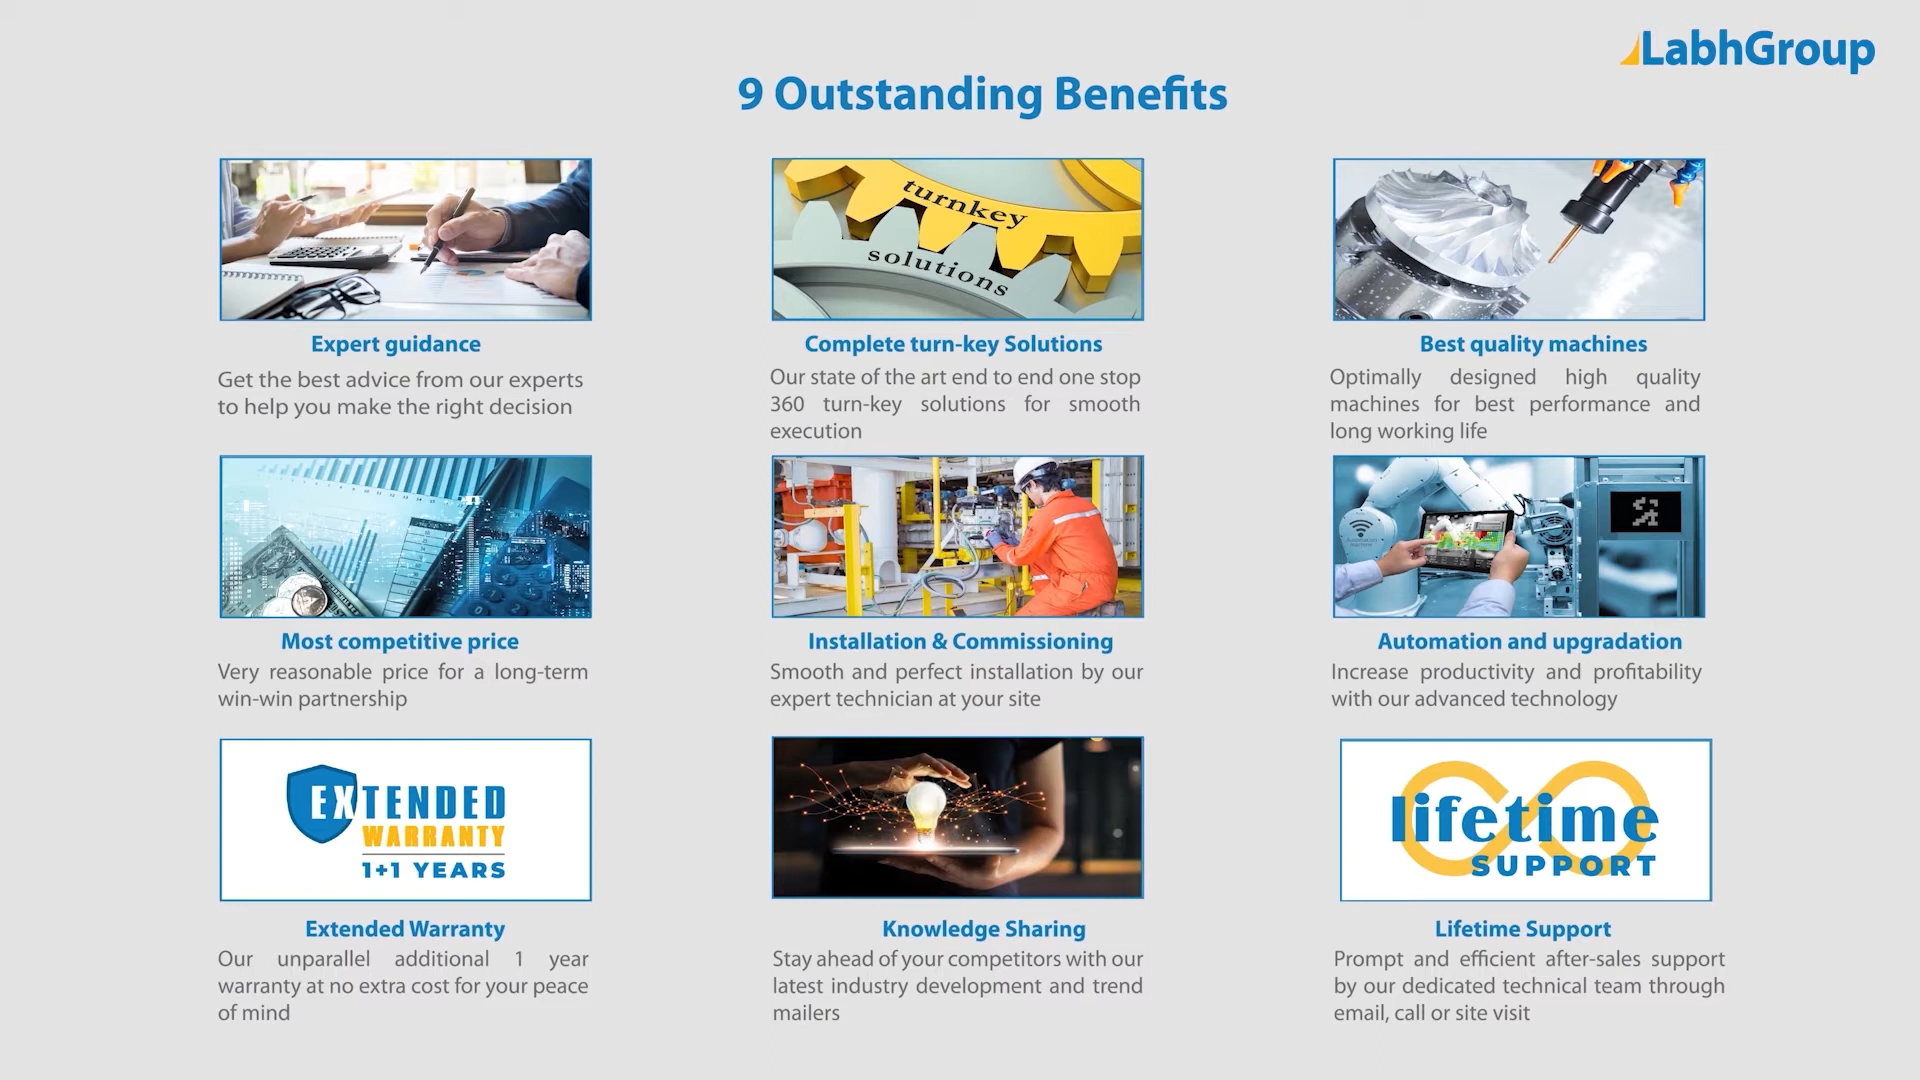 LabhGroup
9 Outstanding Benefits
turnkey
solutions
Expert guidance
Get the best advice from our experts
to help you make the right decision
Complete turn-key Solutions
Our state of the art end to end one stop
360 turn-key solutions for smooth
execution
Best quality machines
Optimally designed high quality
machines for best performance and
long working life
Most competitive price
Very reasonable price for a long-term
win-win partnership
Installation & Commissioning
Smooth and perfect installation by our
expert technician at your site
Automation and upgradation
Increase productivity and profitability
with our advanced technology
EXTENDED
WARRANTY
1+1 YEARS
lifetime
SUPPORT
Extended Warranty
Our unparallel additional 1 year
warranty at no extra cost for your peace
of mind
Knowledge Sharing
Stay ahead of your competitors with our
latest industry development and trend
mailers
Lifetime Support
Prompt and efficient after-sales support
by our dedicated technical team through
email, call or site visit